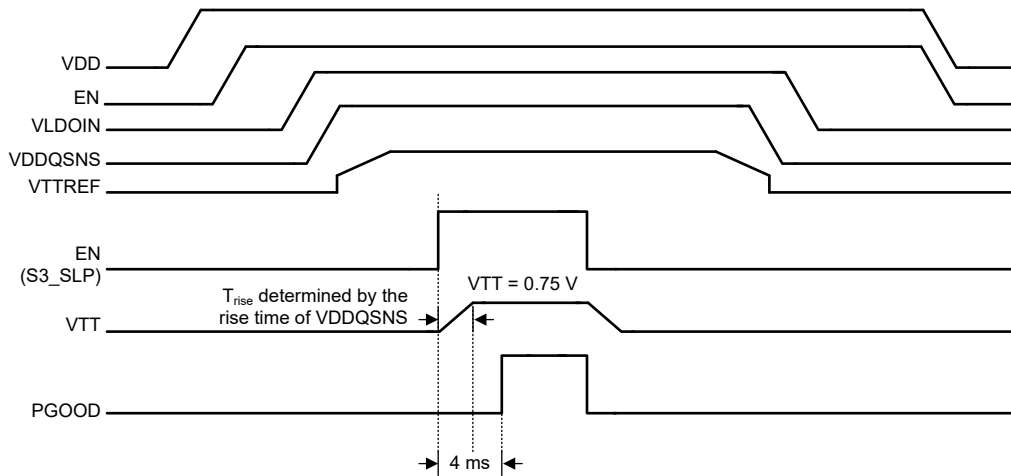 VDD
EN
VLDOIN
VDDQSNS
VTTREF
EN
(S3_SLP)
VTT = 0.75 V
Trise determined by the
rise time of VDDQSNS
VTT
PGOOD
4 ms